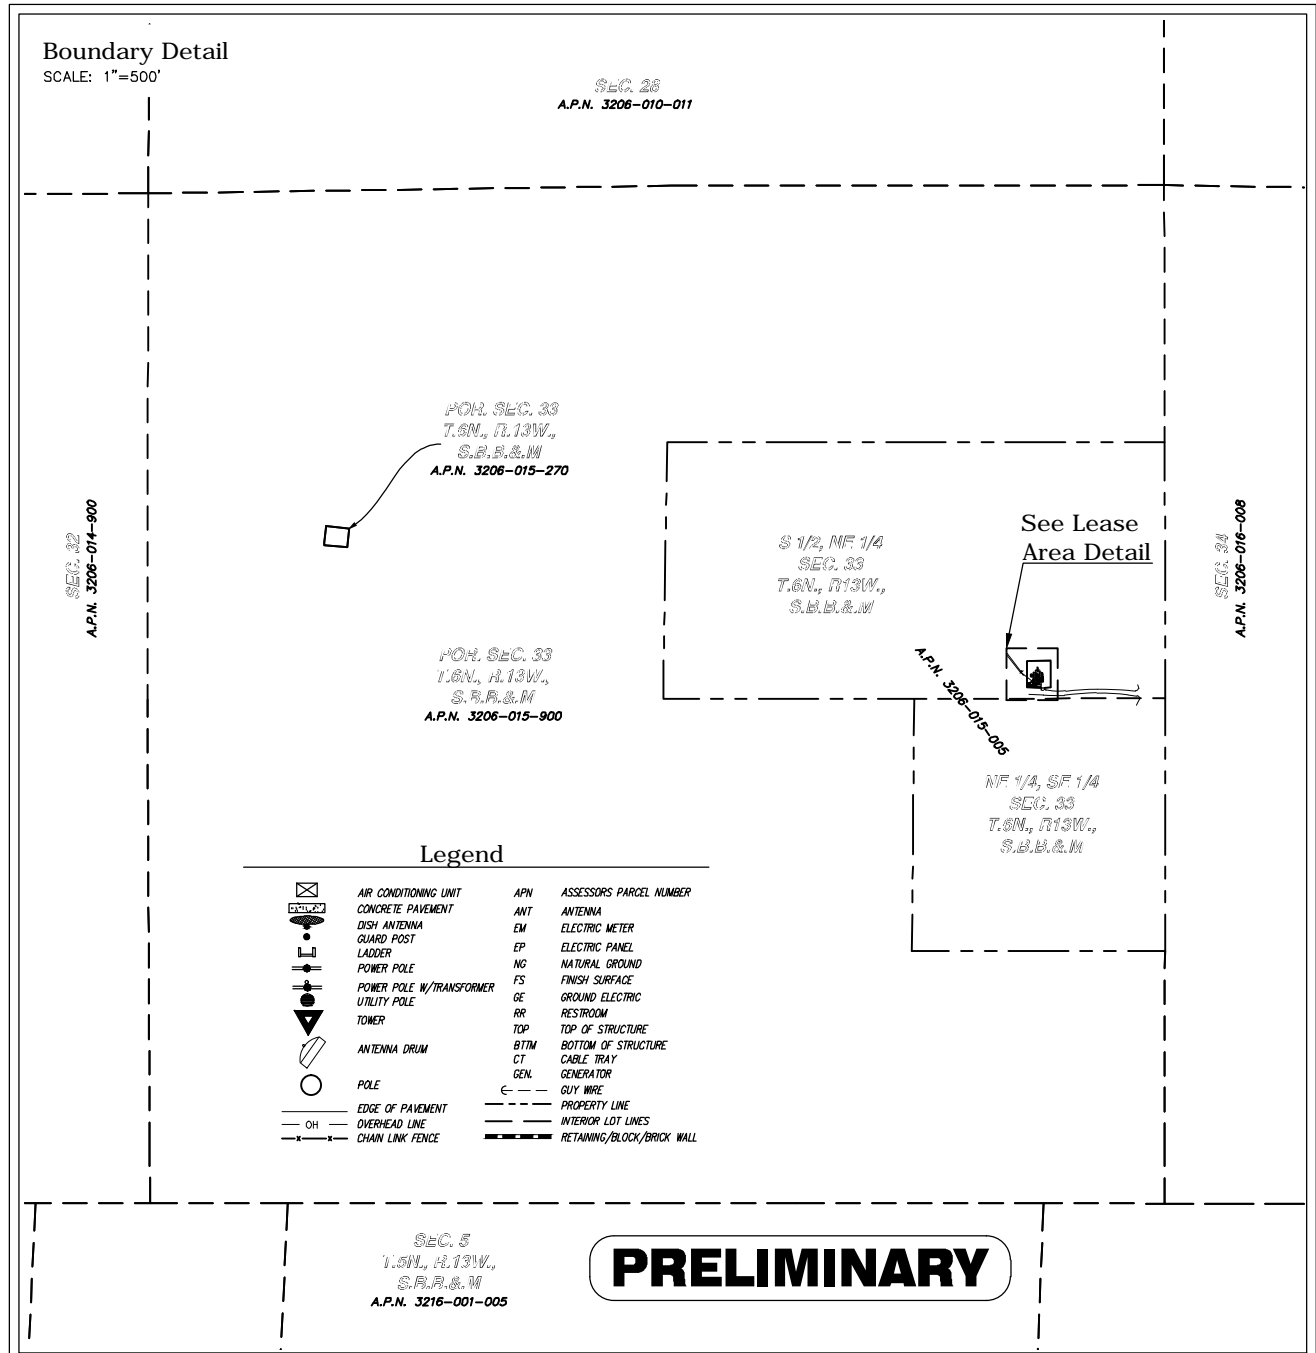 Boundary Detail
SCALE: 1"=500'
SEC. 28
A.P.N. 3206-010-011
POR. SEC. 33
T.6N., R.13W.,
S.B.B.&.M
A.P.N. 3206-015-270
SEC. 32
A.P.N. 3206-014-900
S 1/2, NE 1/4
SEC. 33
T.6N., R13W.,
S.B.B.&.M
See Lease
Area Detail
SEC. 34
A.P.N. 3206-016-008
POR. SEC. 33
T.6N., R.13W.,
S.B.B.&.M
A.P.N. 3206-015-900
A.P.N. 3206-015-005
NE 1/4, SE 1/4
SEC. 33
T.6N., R13W.,
S.B.B.&.M
Legend
AIR CONDITIONING UNIT
CONCRETE PAVEMENT
DISH ANTENNA
GUARD POST
LADDER
POWER POLE
POWER POLE W/TRANSFORMER
UTILITY POLE
TOWER
ANTENNA DRUM
POLE
EDGE OF PAVEMENT
OH OVERHEAD LINE
CHAIN LINK FENCE
APN ASSESSORS PARCEL NUMBER
ANT ANTENNA
EM ELECTRIC METER
EP ELECTRIC PANEL
NG NATURAL GROUND
FS FINISH SURFACE
GE GROUND ELECTRIC
RR RESTROOM
TOP TOP OF STRUCTURE
BTTM BOTTOM OF STRUCTURE
CT CABLE TRAY
GEN. GENERATOR
GUY WIRE
PROPERTY LINE
INTERIOR LOT LINES
RETAINING/BLOCK/BRICK WALL
SEC. 5
T.5N., R.13W.,
S.B.B.&.M
A.P.N. 3216-001-005
PRELIMINARY